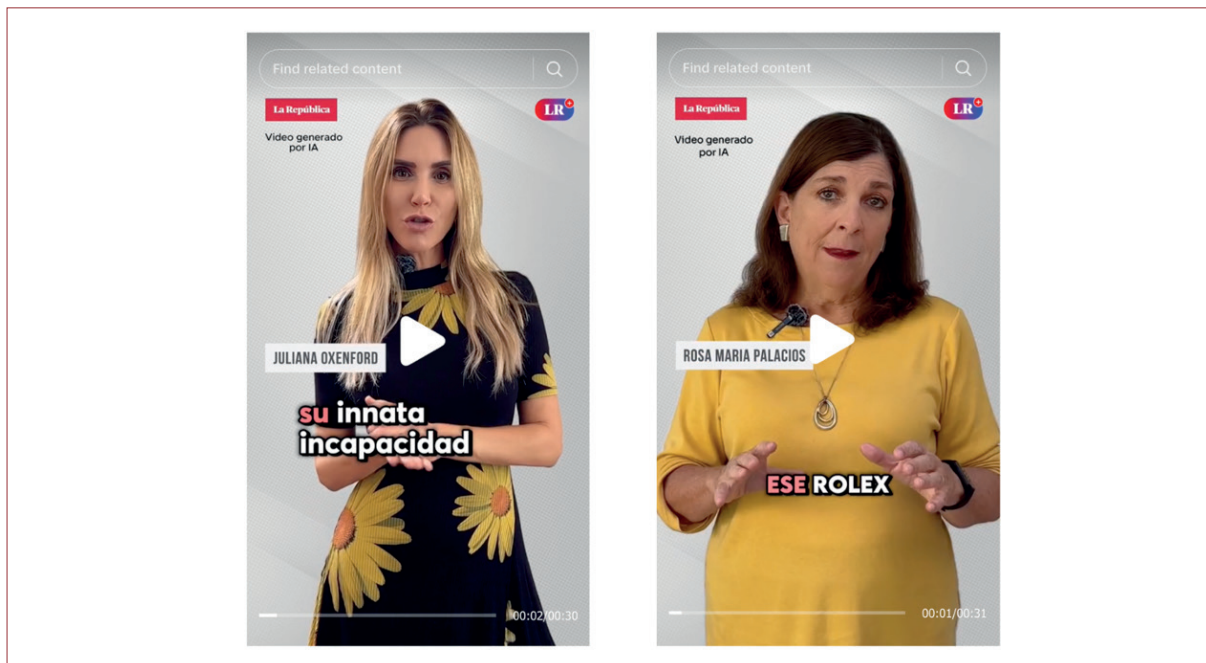 Find related content
La República
LR+
Video generado
por IA
JULIANA OXENFORD
su innata
incapacidad
00:02/00:30
Find related content
La República
LR+
Video generado
por IA
ROSA MARIA PALACIOS
ESE ROLEX
00:01/00:31